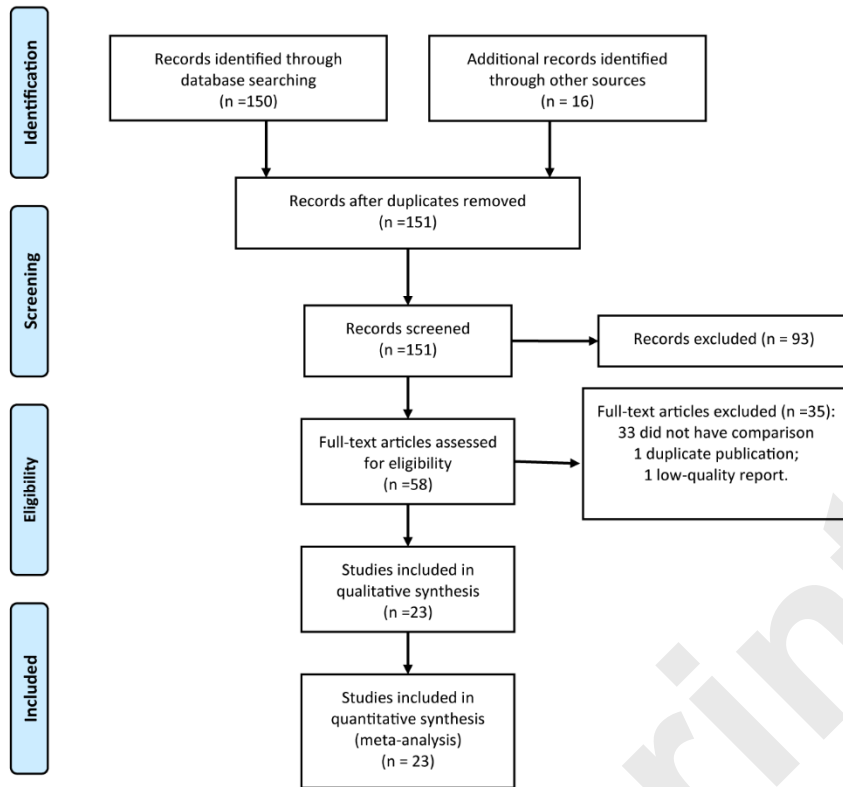 Identification
Records identified through
database searching
(n =150)
Additional records identified
through other sources
(n = 16)
Records after duplicates removed
(n =151)
Screening
Records screened
(n =151)
Records excluded (n = 93)
Eligibility
Full-text articles assessed
for eligibility
(n =58)
Full-text articles excluded (n =35):
33 did not have comparison
1 duplicate publication;
1 low-quality report.
Studies included in
qualitative synthesis
(n =23)
Included
Studies included in
quantitative synthesis
(meta-analysis)
(n = 23)